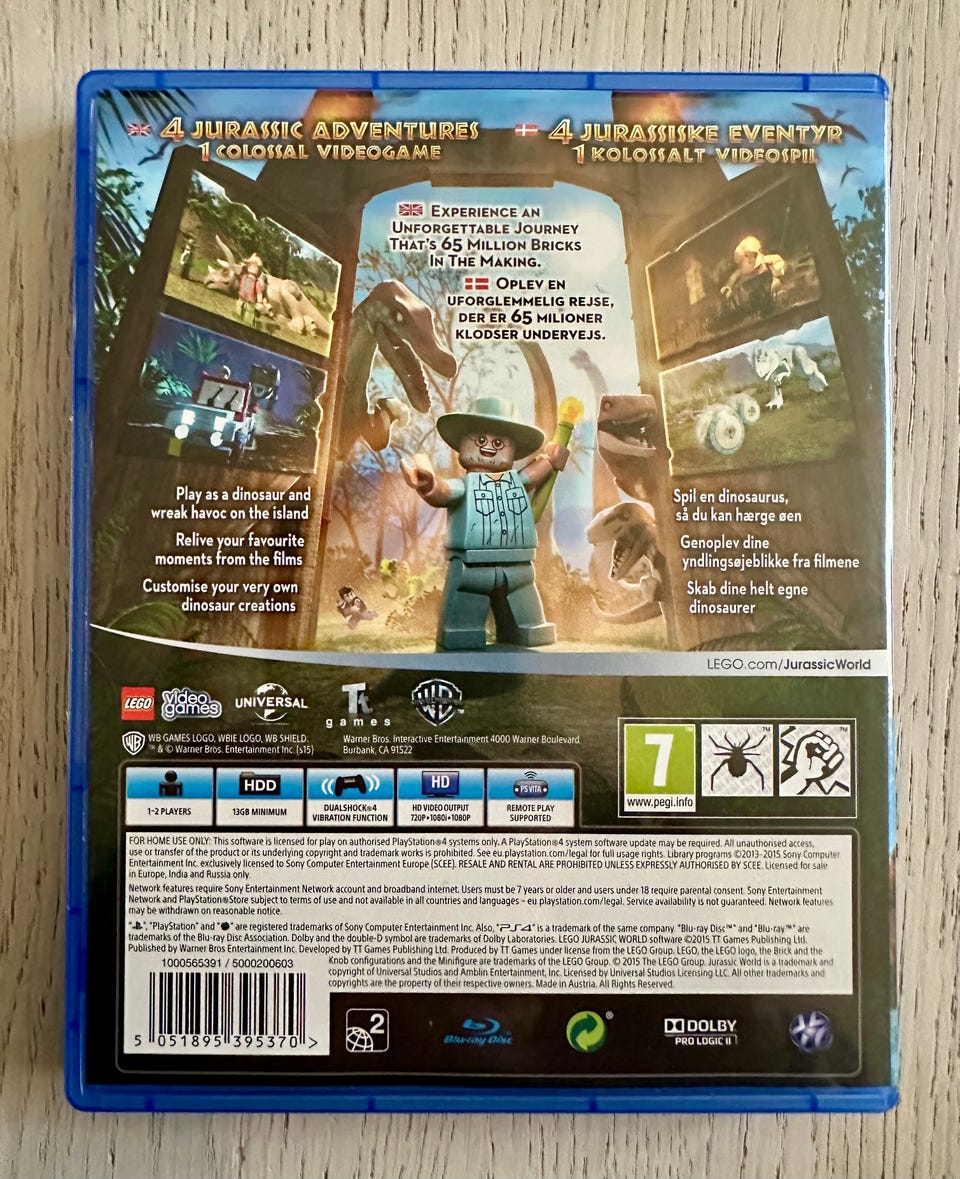 4 JURASSIC ADVENTURES
1 COLOSSAL VIDEOGAME
4 JURASSISKE EVENTYR
1 KOLOSSALT VIDEOSPIL
EXPERIENCE AN
UNFORGETTABLE JOURNEY
THAT'S 65 MILLION BRICKS
IN THE MAKING.
OPLEV EN
UFORGLEMMELIG REJSE,
DER ER 65 MILIONER
KLODSER UNDERVEJS.
Play as a dinosaur and
wreak havoc on the island
Relive your favourite
moments from the films
Customise your very own
dinosaur creations
Spil en dinosaurus,
så du kan hærge øen
Genoplev dine
yndlingsøjeblikke fra filmene
Skab dine helt egne
dinosaurer
LEGO.com/JurassicWorld
LEGO video games UNIVERSAL Tt games WB
WB GAMES LOGO, WBIE LOGO, WB SHIELD:
™ & © Warner Bros. Entertainment Inc. (s15)
Warner Bros. Interactive Entertainment 4000 Warner Boulevard.
Burbank, CA 91522
7
www.pegi.info
HDD
HD
PS VITA
1-2 PLAYERS
13GB MINIMUM
DUALSHOCK®4
VIBRATION FUNCTION
HD VIDEO OUTPUT
720P•1080i•1080P
REMOTE PLAY
SUPPORTED
FOR HOME USE ONLY: This software is licensed for play on authorised PlayStation®4 systems only. A PlayStation®4 system software update may be required. All unauthorised access,
use or transfer of the product or its underlying copyright and trademark works is prohibited. See eu.playstation.com/legal for full usage rights. Library programs ©2013-2015 Sony Computer
Entertainment Inc. exclusively licensed to Sony Computer Entertainment Europe (SCEE). RESALE AND RENTAL ARE PROHIBITED UNLESS EXPRESSLY AUTHORISED BY SCEE. Licensed for sale
in Europe, India and Russia only.
Network features require Sony Entertainment Network account and broadband internet. Users must be 7 years or older and users under 18 require parental consent. Sony Entertainment
Network and PlayStation®Store subject to terms of use and not available in all countries and languages – eu.playstation.com/legal. Service availability is not guaranteed. Network features
may be withdrawn on reasonable notice.
"PS", "PlayStation" and " " are registered trademarks of Sony Computer Entertainment Inc. Also, "PS4" is a trademark of the same company. "Blu-ray Disc™" and "Blu-ray™" are
trademarks of the Blu-ray Disc Association. Dolby and the double-D symbol are trademarks of Dolby Laboratories. LEGO JURASSIC WORLD software ©2015 TT Games Publishing Ltd.
Published by Warner Bros Entertainment Inc. Developed by TT Games Publishing Ltd. Produced by TT Games under license from the LEGO Group. LEGO, the LEGO logo, the Brick and the
Knob configurations and the Minifigure are trademarks of the LEGO Group. © 2015 The LEGO Group. Jurassic World is a trademark and
copyright of Universal Studios and Amblin Entertainment, Inc. Licensed by Universal Studios Licensing LLC. All other trademarks and
copyrights are the property of their respective owners. Made in Austria. All Rights Reserved.
1000565391 / 5000200603
5 051895 395370 >
2
Blu-ray Disc
®
DOLBY
PRO LOGIC II